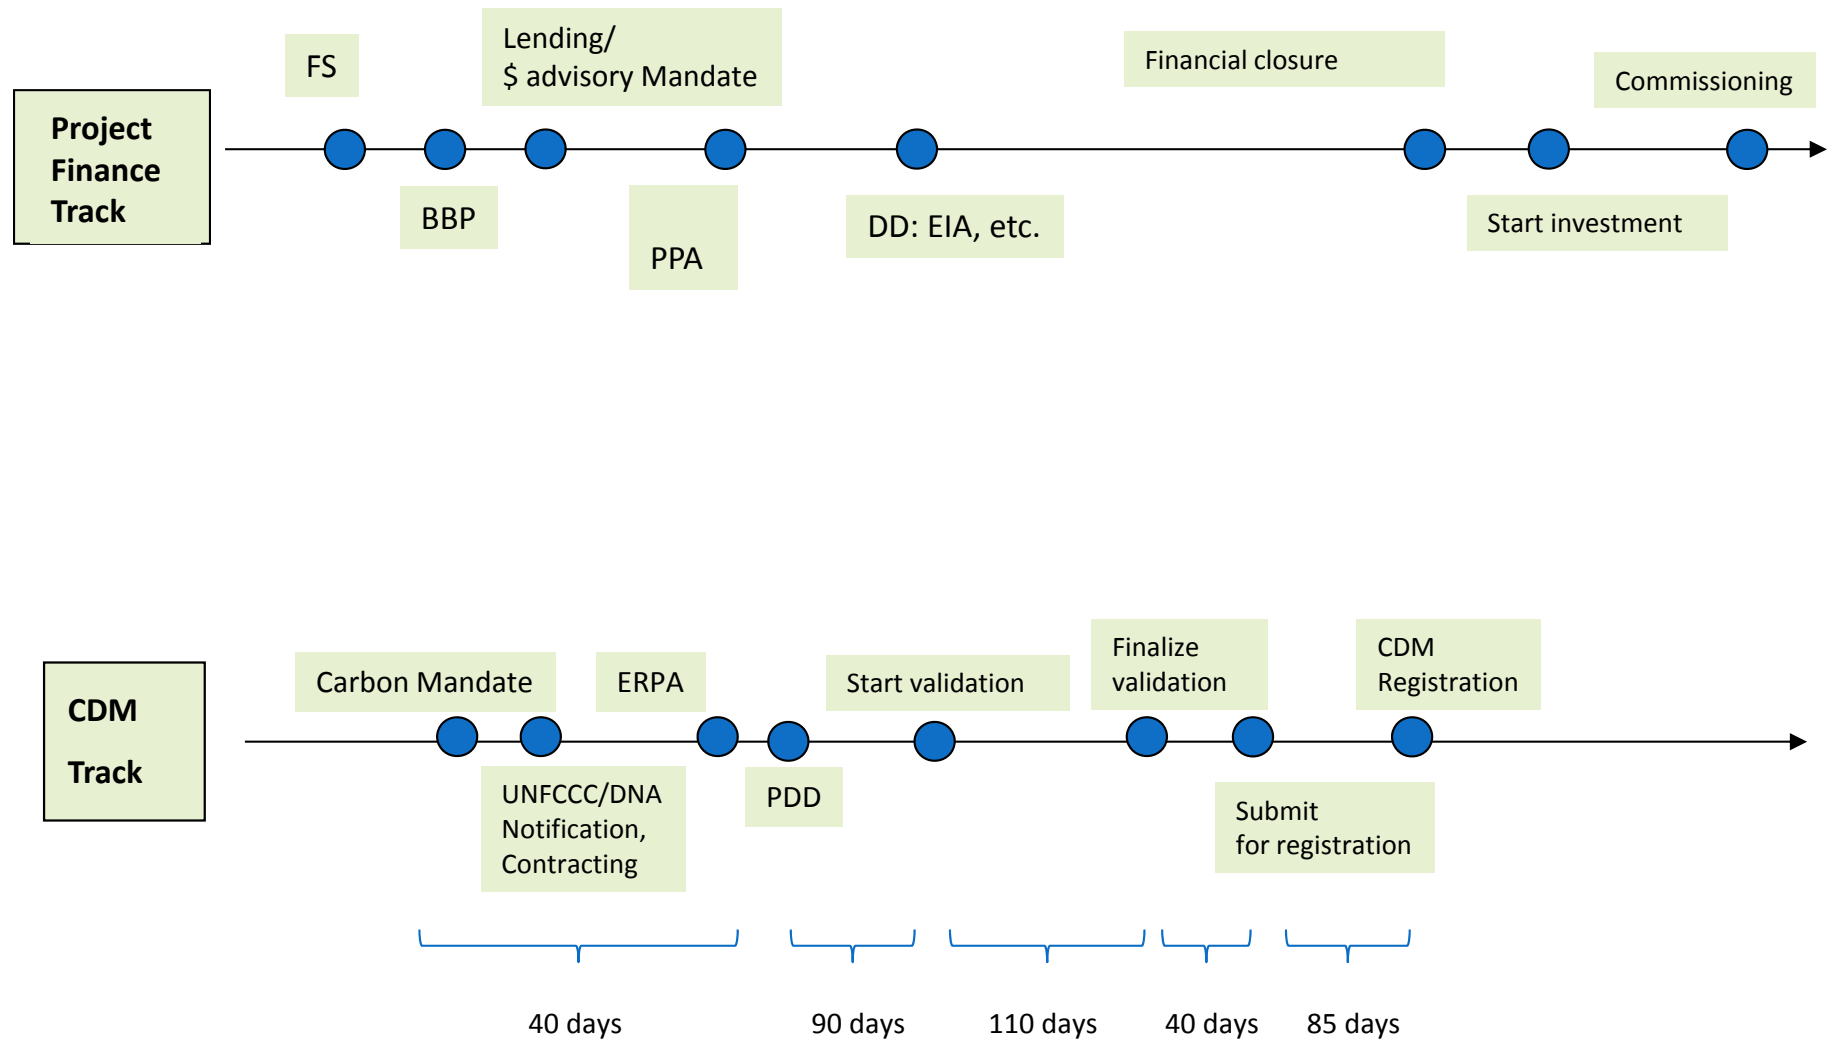 FS
Lending/
$ advisory Mandate
Financial closure
Commissioning
Project
Finance
Track
BBP
PPA
DD: EIA, etc.
Start investment
CDM
Track
Carbon Mandate
ERPA
Start validation
Finalize
validation
CDM
Registration
UNFCCC/DNA
Notification,
Contracting
PDD
Submit
for registration
40 days
90 days
110 days
40 days
85 days